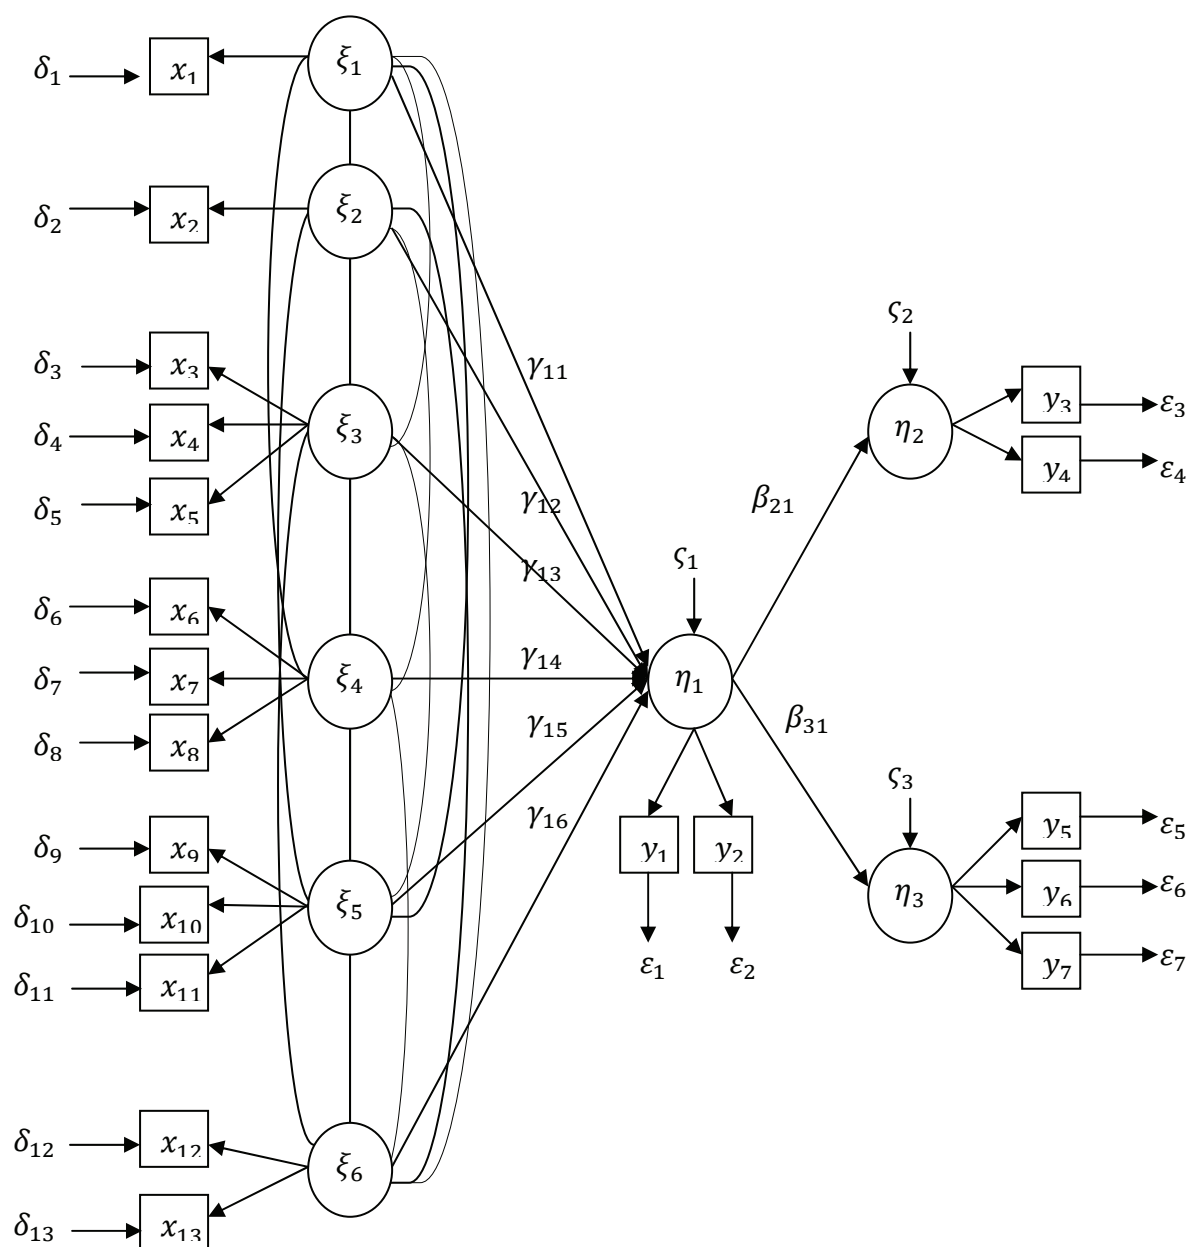 δ₁
x₁
ξ₁
δ₂
x₂
ξ₂
ς₂
δ₃
x₃
γ₁₁
y₃
ε₃
δ₄
x₄
ξ₃
η₂
y₄
ε₄
δ₅
x₅
γ₁₂
β₂₁
γ₁₃
ς₁
δ₆
x₆
δ₇
x₇
ξ₄
γ₁₄
η₁
δ₈
x₈
γ₁₅
β₃₁
ς₃
γ₁₆
y₅
ε₅
δ₉
x₉
y₁
y₂
y₆
ε₆
δ₁₀
x₁₀
ξ₅
η₃
δ₁₁
x₁₁
ε₁
ε₂
y₇
ε₇
δ₁₂
x₁₂
ξ₆
δ₁₃
x₁₃